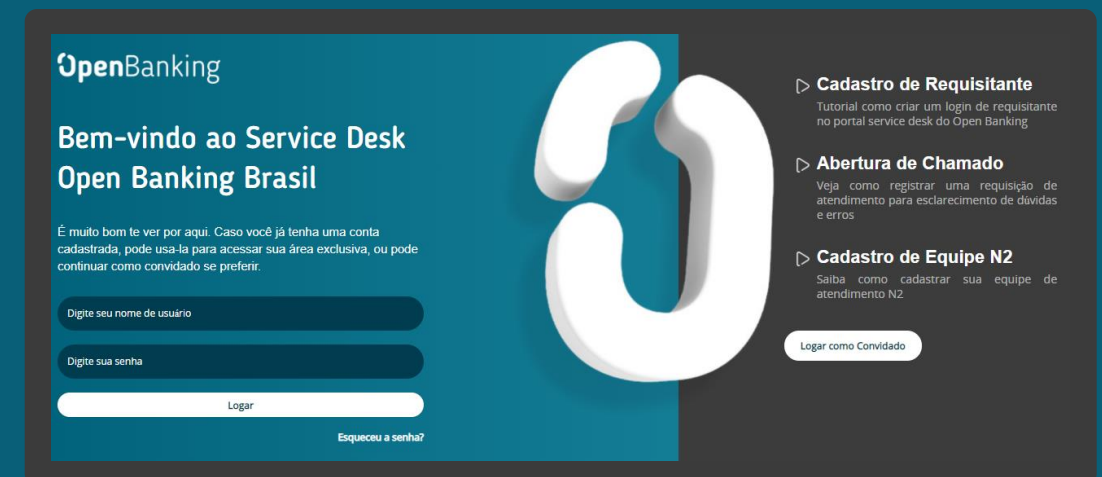 OpenBanking
Bem-vindo ao Service Desk
Open Banking Brasil
É muito bom te ver por aqui. Caso você já tenha uma conta
cadastrada, pode usa-la para acessar sua área exclusiva, ou pode
continuar como convidado se preferir.
Digite seu nome de usuário
Digite sua senha
Logar
Esqueceu a senha?
Cadastro de Requisitante
Tutorial como criar um login de requisitante
no portal service desk do Open Banking
Abertura de Chamado
Veja como registrar uma requisição de
atendimento para esclarecimento de dúvidas
e erros
Cadastro de Equipe N2
Saiba como cadastrar sua equipe de
atendimento N2
Logar como Convidado